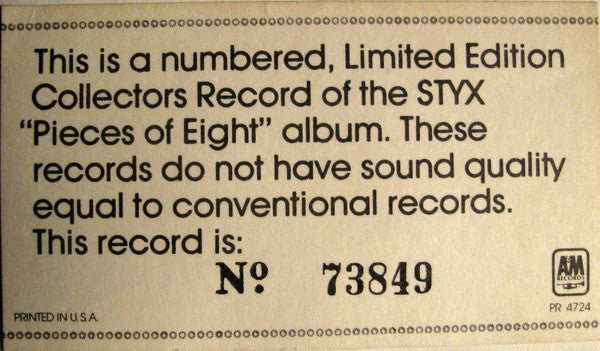 This is a numbered, Limited Edition
Collectors Record of the STYX
“Pieces of Eight” album. These
records do not have sound quality
equal to conventional records.
This record is:
Nº 73849
A&M
RECORDS
PRINTED IN U.S.A.
PR 4724